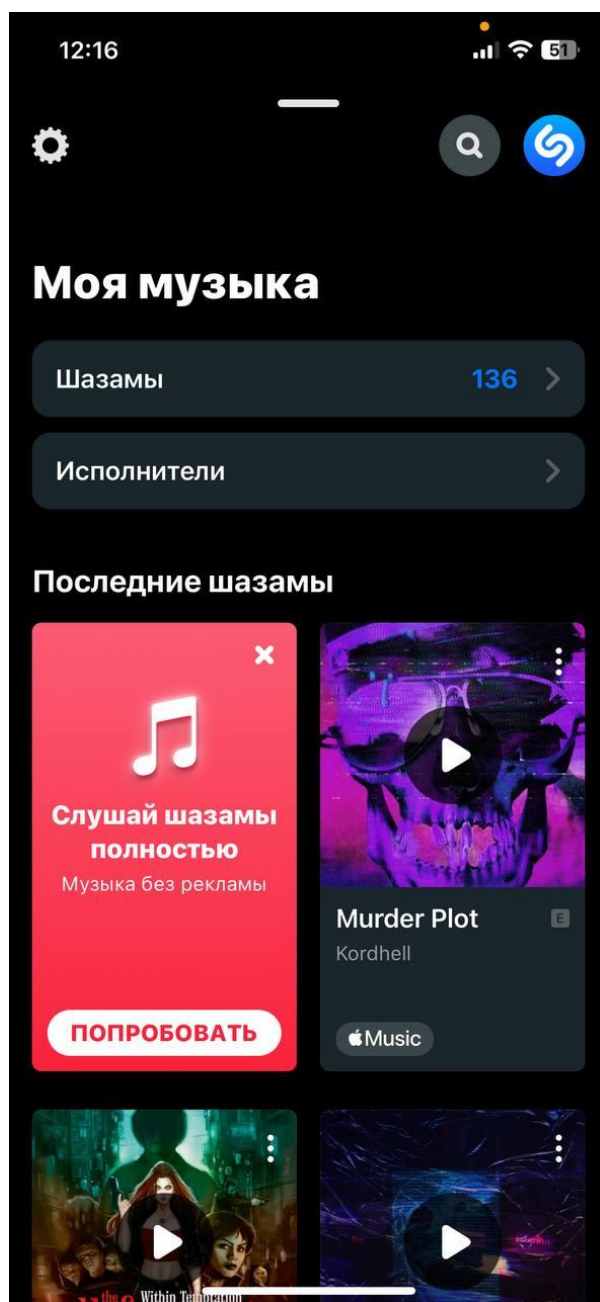 12:16
51
Моя музыка
Шазамы 136
Исполнители
Последние шазамы
Слушай шазамы
полностью
Музыка без рекламы
ПОПРОБОВАТЬ
Murder Plot E
Kordhell
Music
the
Within Temptation